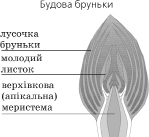 Будова бруньки
лусочка
бруньки
молодий
листок
верхівкова
(апікальна)
меристема